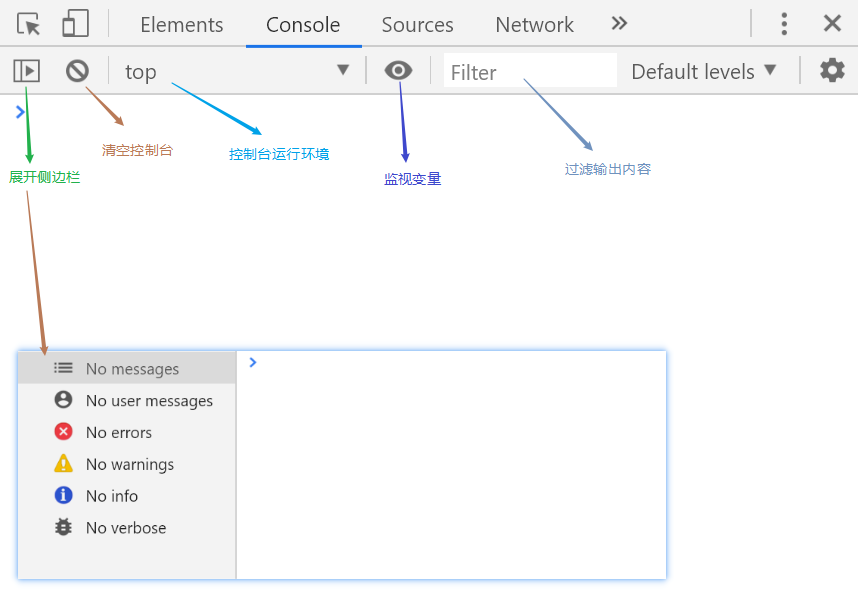 Elements Console Sources Network
top Filter Default levels
清空控制台
控制台运行环境
过滤输出内容
展开侧边栏
监视变量
No messages
No user messages
No errors
No warnings
No info
No verbose